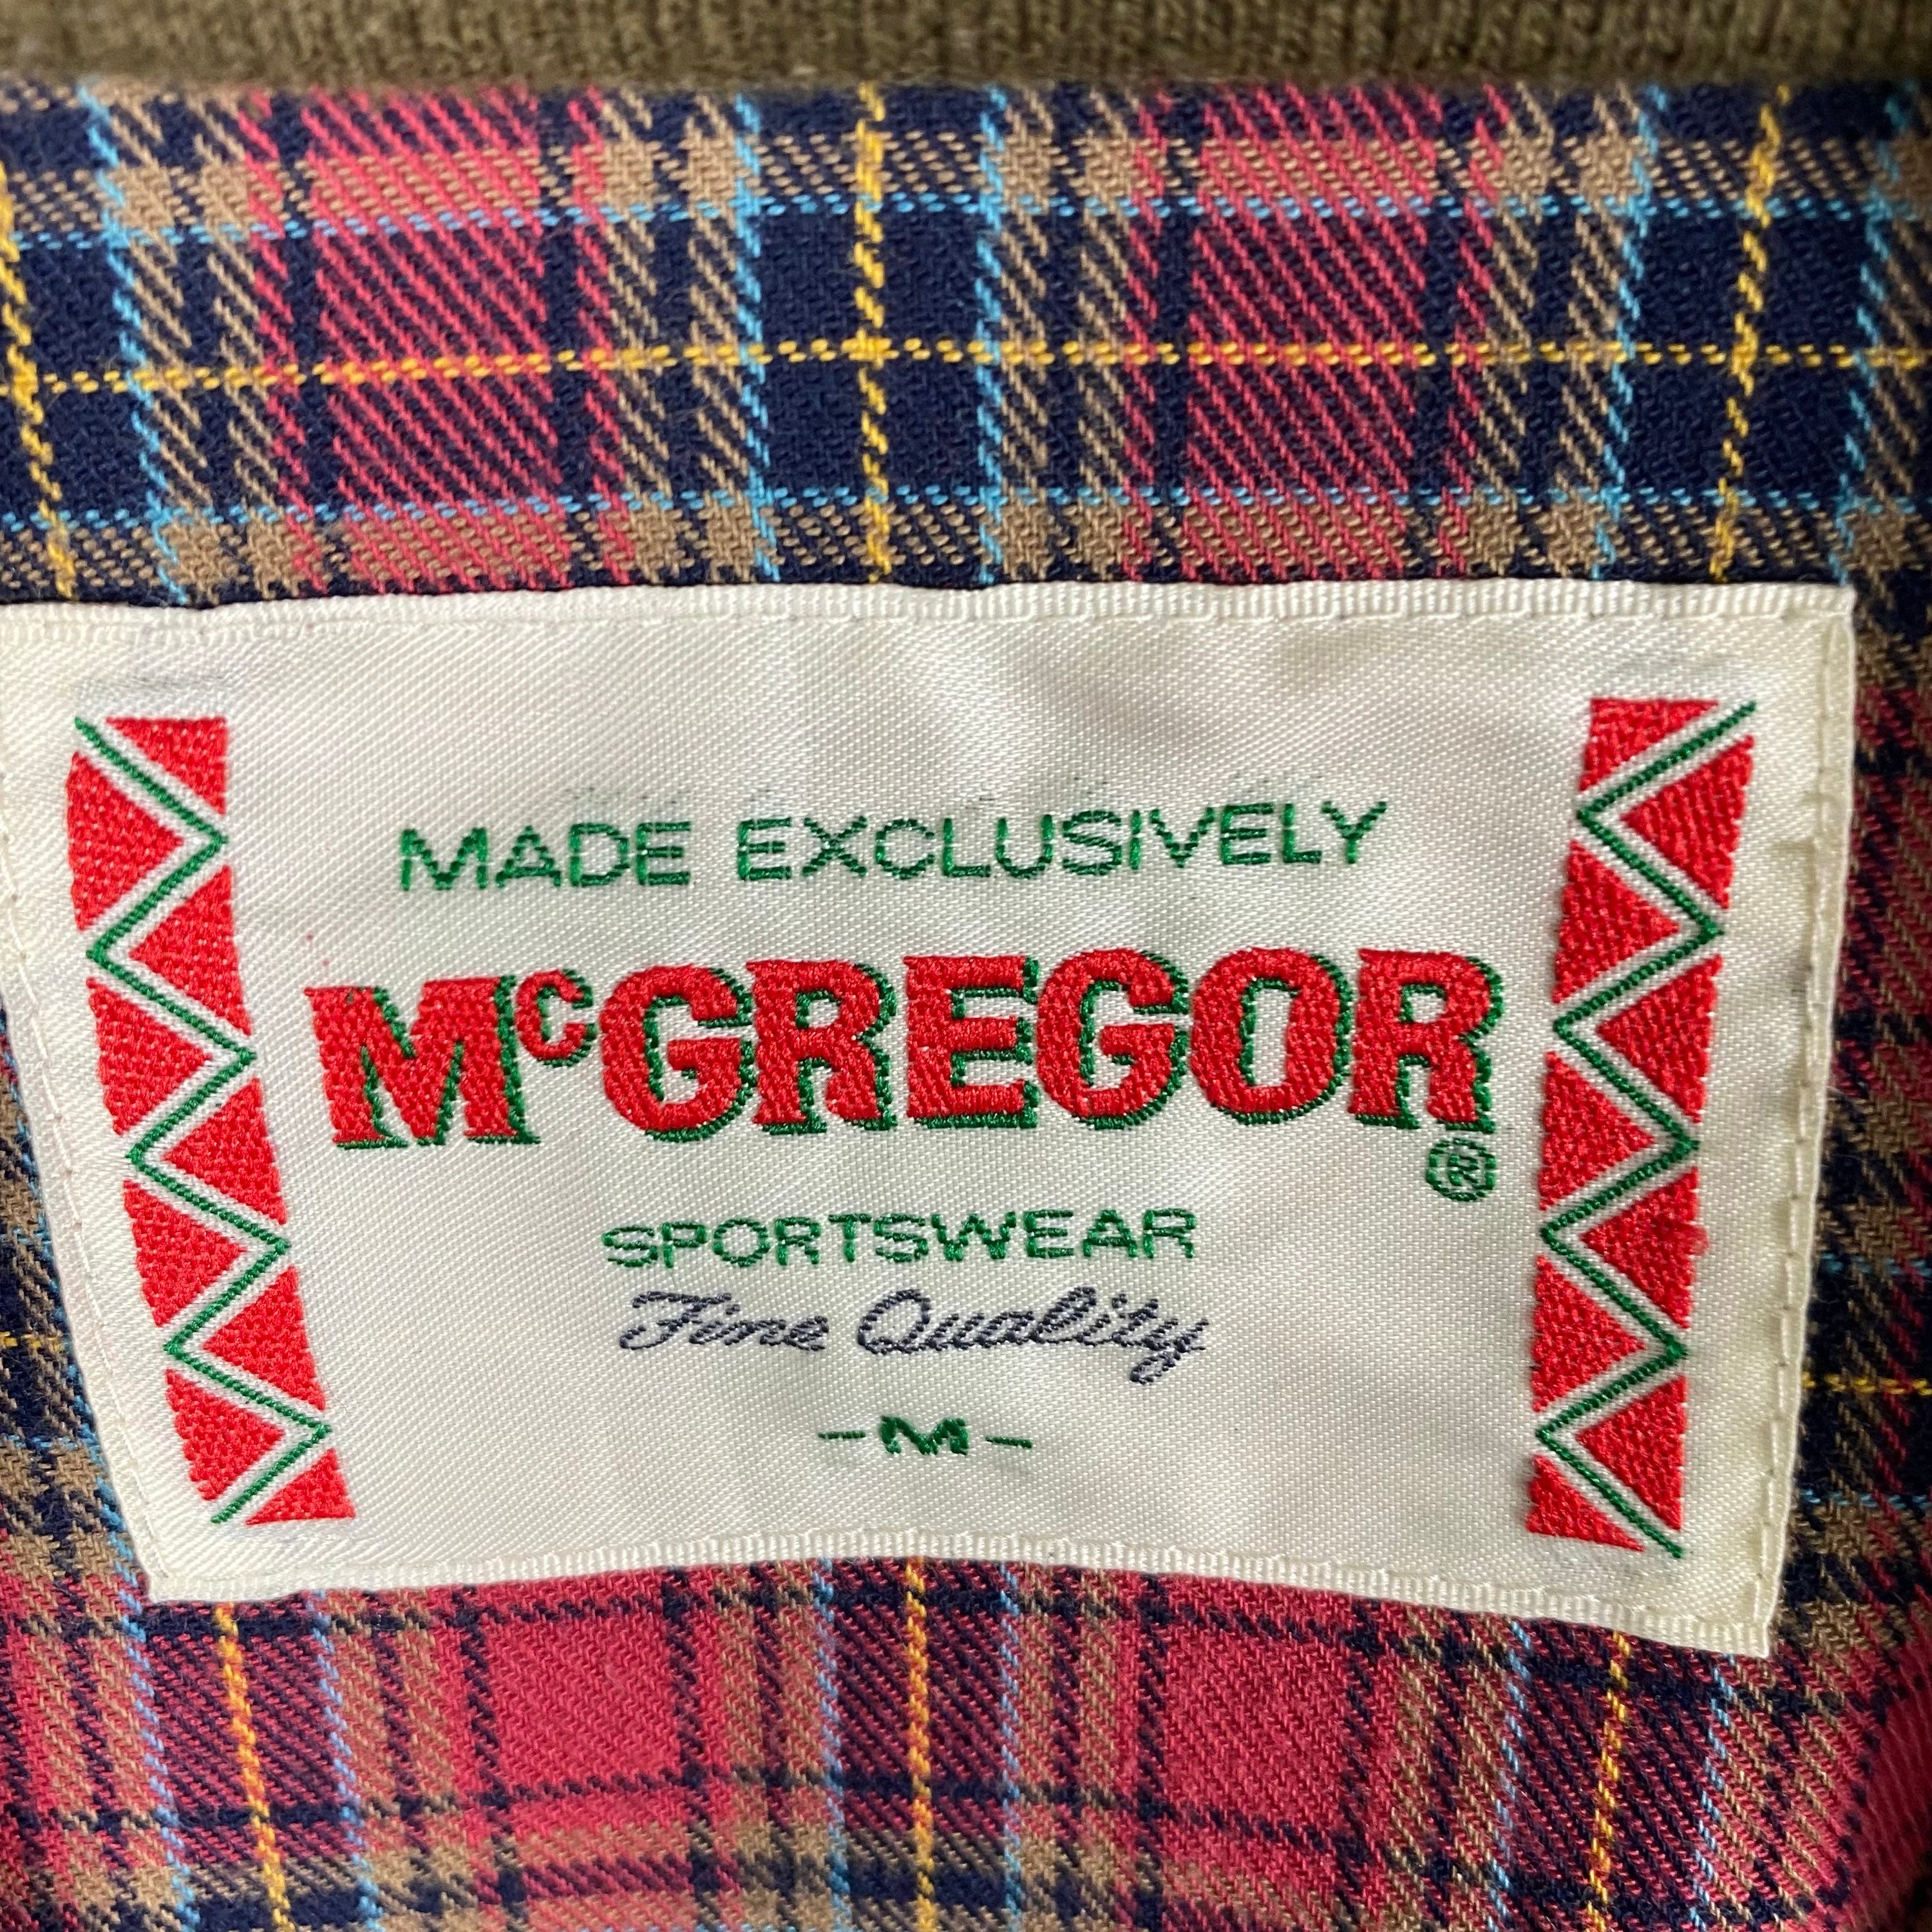 MADE EXCLUSIVELY
McGREGOR
®
SPORTSWEAR
Fine Quality
-M-